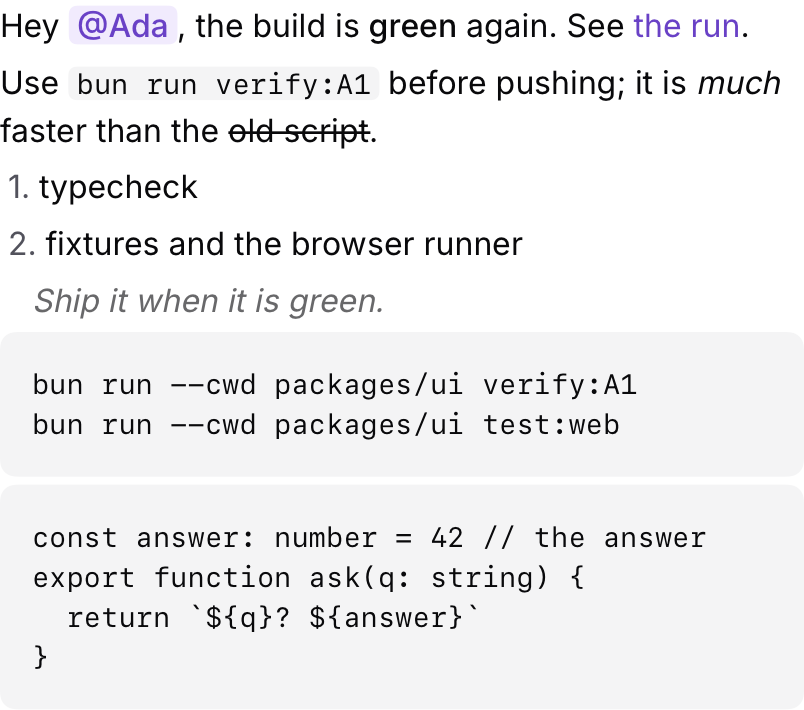 Hey @Ada, the build is green again. See the run.
Use bun run verify:A1 before pushing; it is much
faster than the old script.
1. typecheck
2. fixtures and the browser runner
Ship it when it is green.
bun run --cwd packages/ui verify:A1
bun run --cwd packages/ui test:web
const answer: number = 42 // the answer
export function ask(q: string) {
  return `${q}? ${answer}`
}